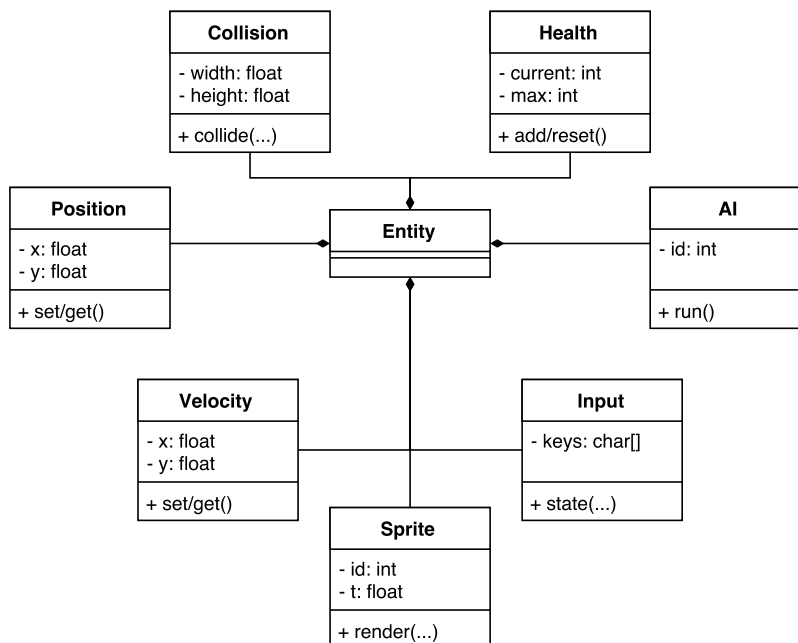 Collision
- width: float
- height: float
+ collide(...)
Health
- current: int
- max: int
+ add/reset()
Position
- x: float
- y: float
+ set/get()
Entity
AI
- id: int
+ run()
Velocity
- x: float
- y: float
+ set/get()
Input
- keys: char[]
+ state(...)
Sprite
- id: int
- t: float
+ render(...)